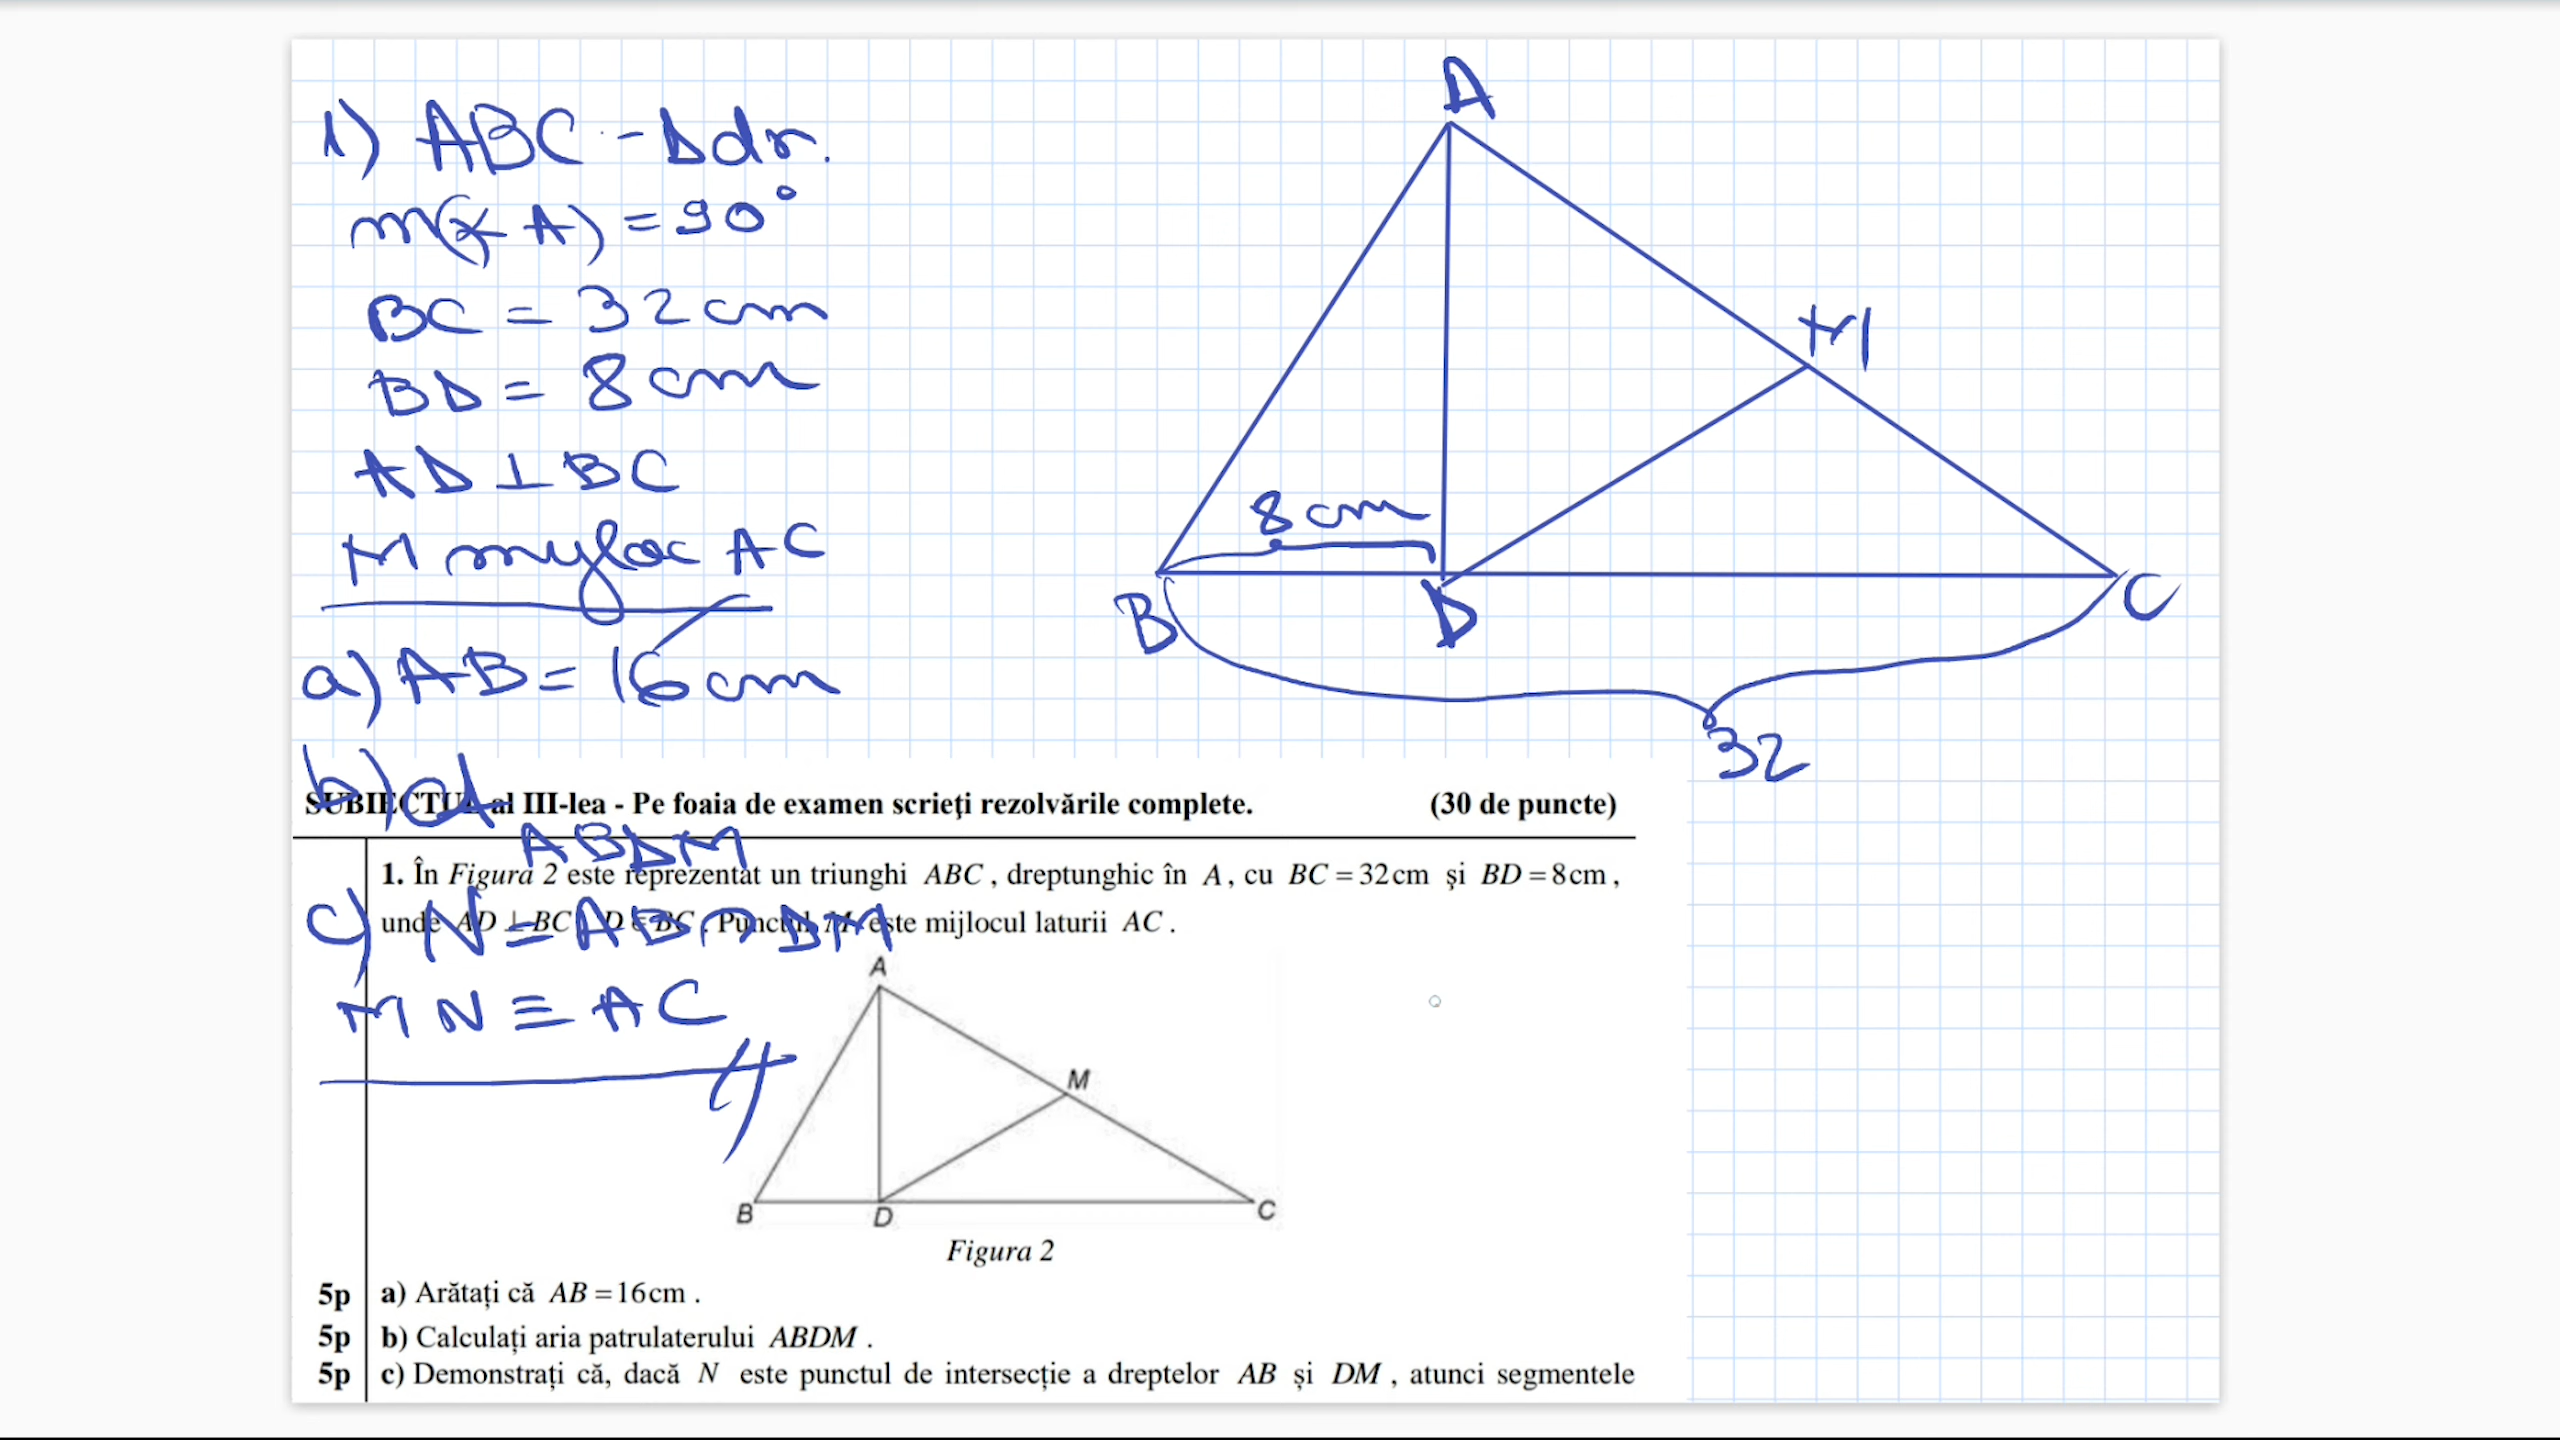 1) ABC - Δ dr.
m(∢ A) = 90°
BC = 32 cm
BD = 8 cm
AD ⊥ BC
M mijloc AC
a) AB = 16 cm
b) A
ABDM
c) N = AB ∩ DM
MN ≡ AC
A
M
8 cm
B
D
C
32
SUBIECTUL al III-lea - Pe foaia de examen scrieți rezolvările complete. (30 de puncte)
1. În Figura 2 este reprezentat un triunghi ABC , dreptunghic în A , cu BC = 32cm și BD = 8cm ,
unde AD ⊥ BC , D ∈ BC . Punctul M este mijlocul laturii AC .
A
M
B
D
C
Figura 2
5p a) Arătați că AB = 16cm .
5p b) Calculați aria patrulaterului ABDM .
5p c) Demonstrați că, dacă N este punctul de intersecție a dreptelor AB și DM , atunci segmentele